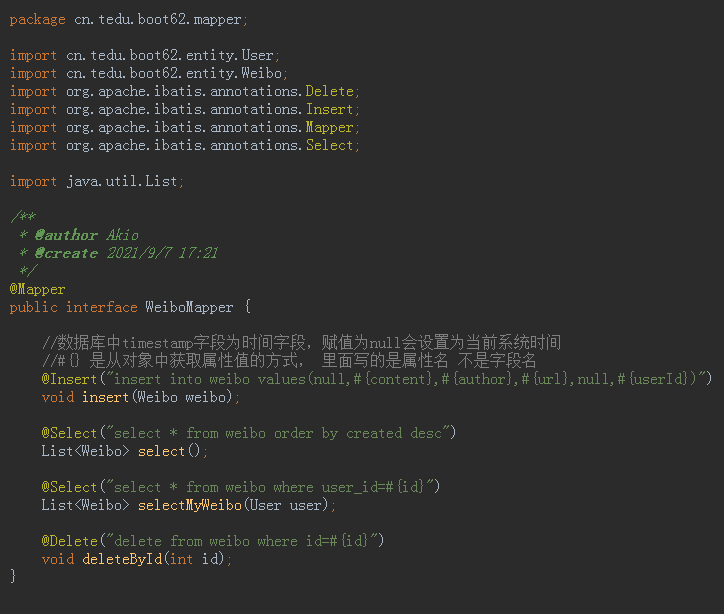 package cn.tedu.boot62.mapper;
import cn.tedu.boot62.entity.User;
import cn.tedu.boot62.entity.Weibo;
import org.apache.ibatis.annotations.Delete;
import org.apache.ibatis.annotations.Insert;
import org.apache.ibatis.annotations.Mapper;
import org.apache.ibatis.annotations.Select;
import java.util.List;
/**
 * @author Akio
 * @create 2021/9/7 17:21
 */
@Mapper
public interface WeiboMapper {
    //数据库中timestamp字段为时间字段，赋值为null会设置为当前系统时间
    //#{} 是从对象中获取属性值的方式， 里面写的是属性名 不是字段名
    @Insert("insert into weibo values(null,#{content},#{author},#{url},null,#{userId})")
    void insert(Weibo weibo);
    @Select("select * from weibo order by created desc")
    List<Weibo> select();
    @Select("select * from weibo where user_id=#{id}")
    List<Weibo> selectMyWeibo(User user);
    @Delete("delete from weibo where id=#{id}")
    void deleteById(int id);
}